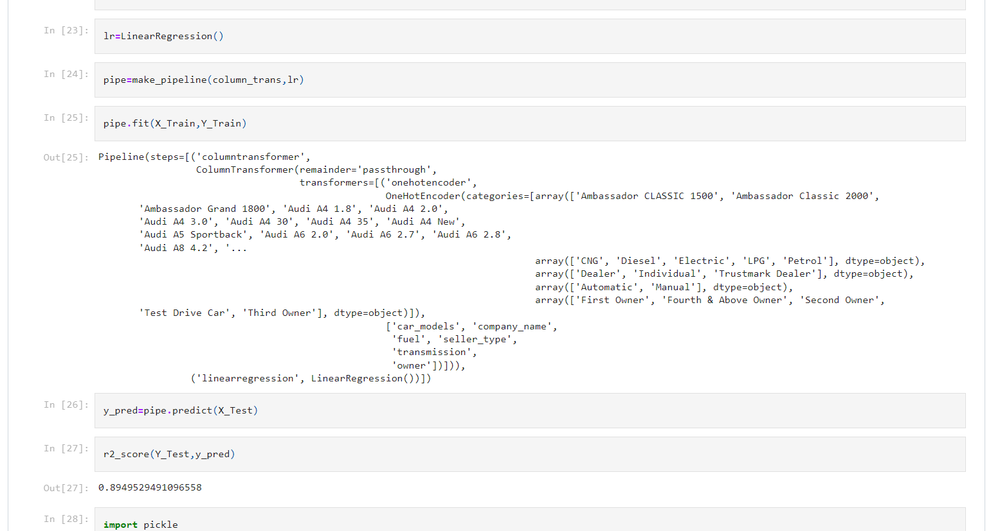 In [23]: lr=LinearRegression()
In [24]: pipe=make_pipeline(column_trans,lr)
In [25]: pipe.fit(X_Train,Y_Train)
Out[25]: Pipeline(steps=[('columntransformer',
ColumnTransformer(remainder='passthrough',
transformers=[('onehotencoder',
OneHotEncoder(categories=[array(['Ambassador CLASSIC 1500', 'Ambassador Classic 2000',
'Ambassador Grand 1800', 'Audi A4 1.8', 'Audi A4 2.0',
'Audi A4 3.0', 'Audi A4 30', 'Audi A4 35', 'Audi A4 New',
'Audi A5 Sportback', 'Audi A6 2.0', 'Audi A6 2.7', 'Audi A6 2.8',
'Audi A8 4.2', '...
array(['CNG', 'Diesel', 'Electric', 'LPG', 'Petrol'], dtype=object),
array(['Dealer', 'Individual', 'Trustmark Dealer'], dtype=object),
array(['Automatic', 'Manual'], dtype=object),
array(['First Owner', 'Fourth & Above Owner', 'Second Owner',
'Test Drive Car', 'Third Owner'], dtype=object)]),
['car_models', 'company_name',
'fuel', 'seller_type',
'transmission',
'owner'])])),
('linearregression', LinearRegression())])
In [26]: y_pred=pipe.predict(X_Test)
In [27]: r2_score(Y_Test,y_pred)
Out[27]: 0.8949529491096558
In [28]: import pickle